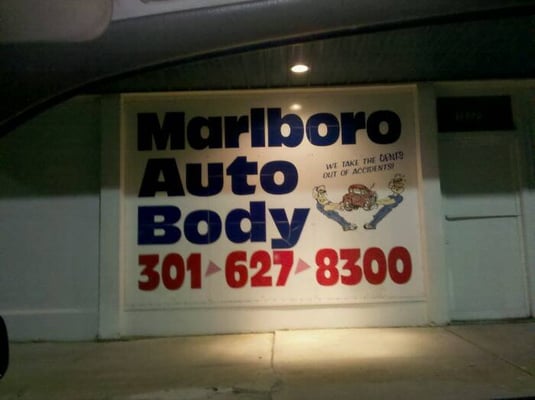 Marlboro
Auto
Body
WE TAKE THE DENTS
OUT OF ACCIDENTS!
301 627 8300